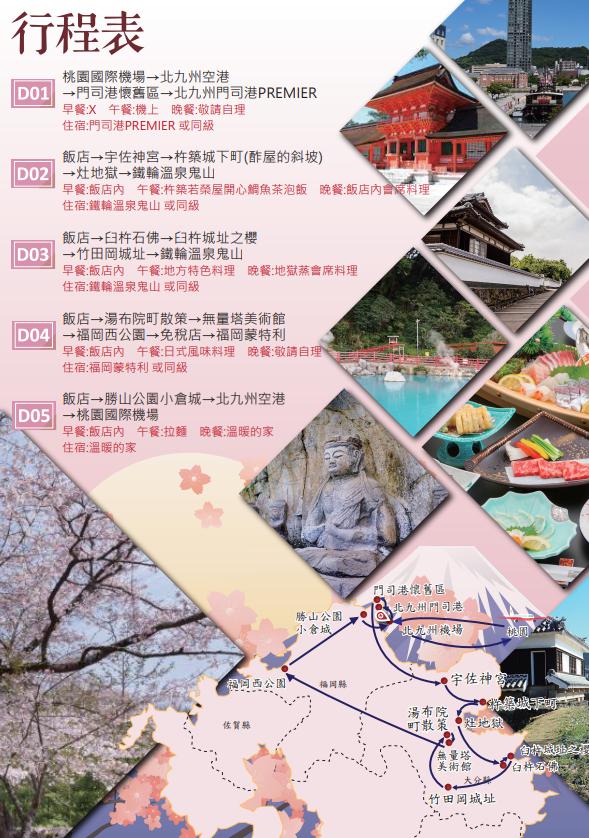 行程表
D01
桃園國際機場→北九州空港
→門司港懷舊區→北九州門司港PREMIER
早餐:X 午餐:機上 晚餐:敬請自理
住宿:門司港PREMIER 或同級
D02
飯店→宇佐神宮→杵築城下町(酢屋的斜坡)
→灶地獄→鐵輪溫泉鬼山
早餐:飯店內 午餐:杵築若榮屋開心鯛魚茶泡飯 晚餐:飯店內會席料理
住宿:鐵輪溫泉鬼山 或同級
D03
飯店→臼杵石佛→臼杵城址之櫻
→竹田岡城址→鐵輪溫泉鬼山
早餐:飯店內 午餐:地方特色料理 晚餐:地獄蒸會席料理
住宿:鐵輪溫泉鬼山 或同級
D04
飯店→湯布院町散策→無量塔美術館
→福岡西公園→免稅店→福岡蒙特利
早餐:飯店內 午餐:日式風味料理 晚餐:敬請自理
住宿:福岡蒙特利 或同級
D05
飯店→勝山公園小倉城→北九州空港
→桃園國際機場
早餐:飯店內 午餐:拉麵 晚餐:溫暖的家
住宿:溫暖的家
門司港懷舊區
北九州門司港
勝山公園
小倉城
北九州機場
桃園
福岡西公園
福岡縣
宇佐神宮
杵築城下町
湯布院
町散策
灶地獄
佐賀縣
無量塔
美術館
臼杵城址之櫻
臼杵石佛
大分縣
竹田岡城址